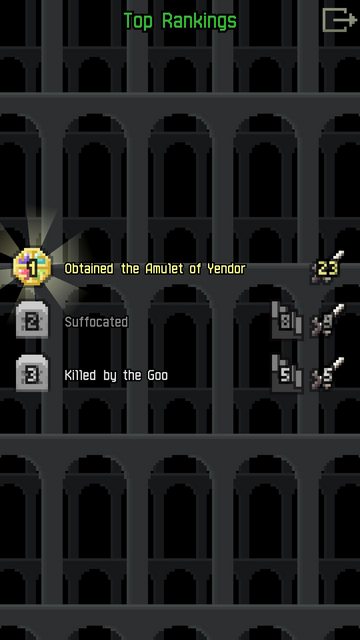 Top Rankings
1 Obtained the Amulet of Yendor 23
2 Suffocated 8 9
3 Killed by the Goo 5 5